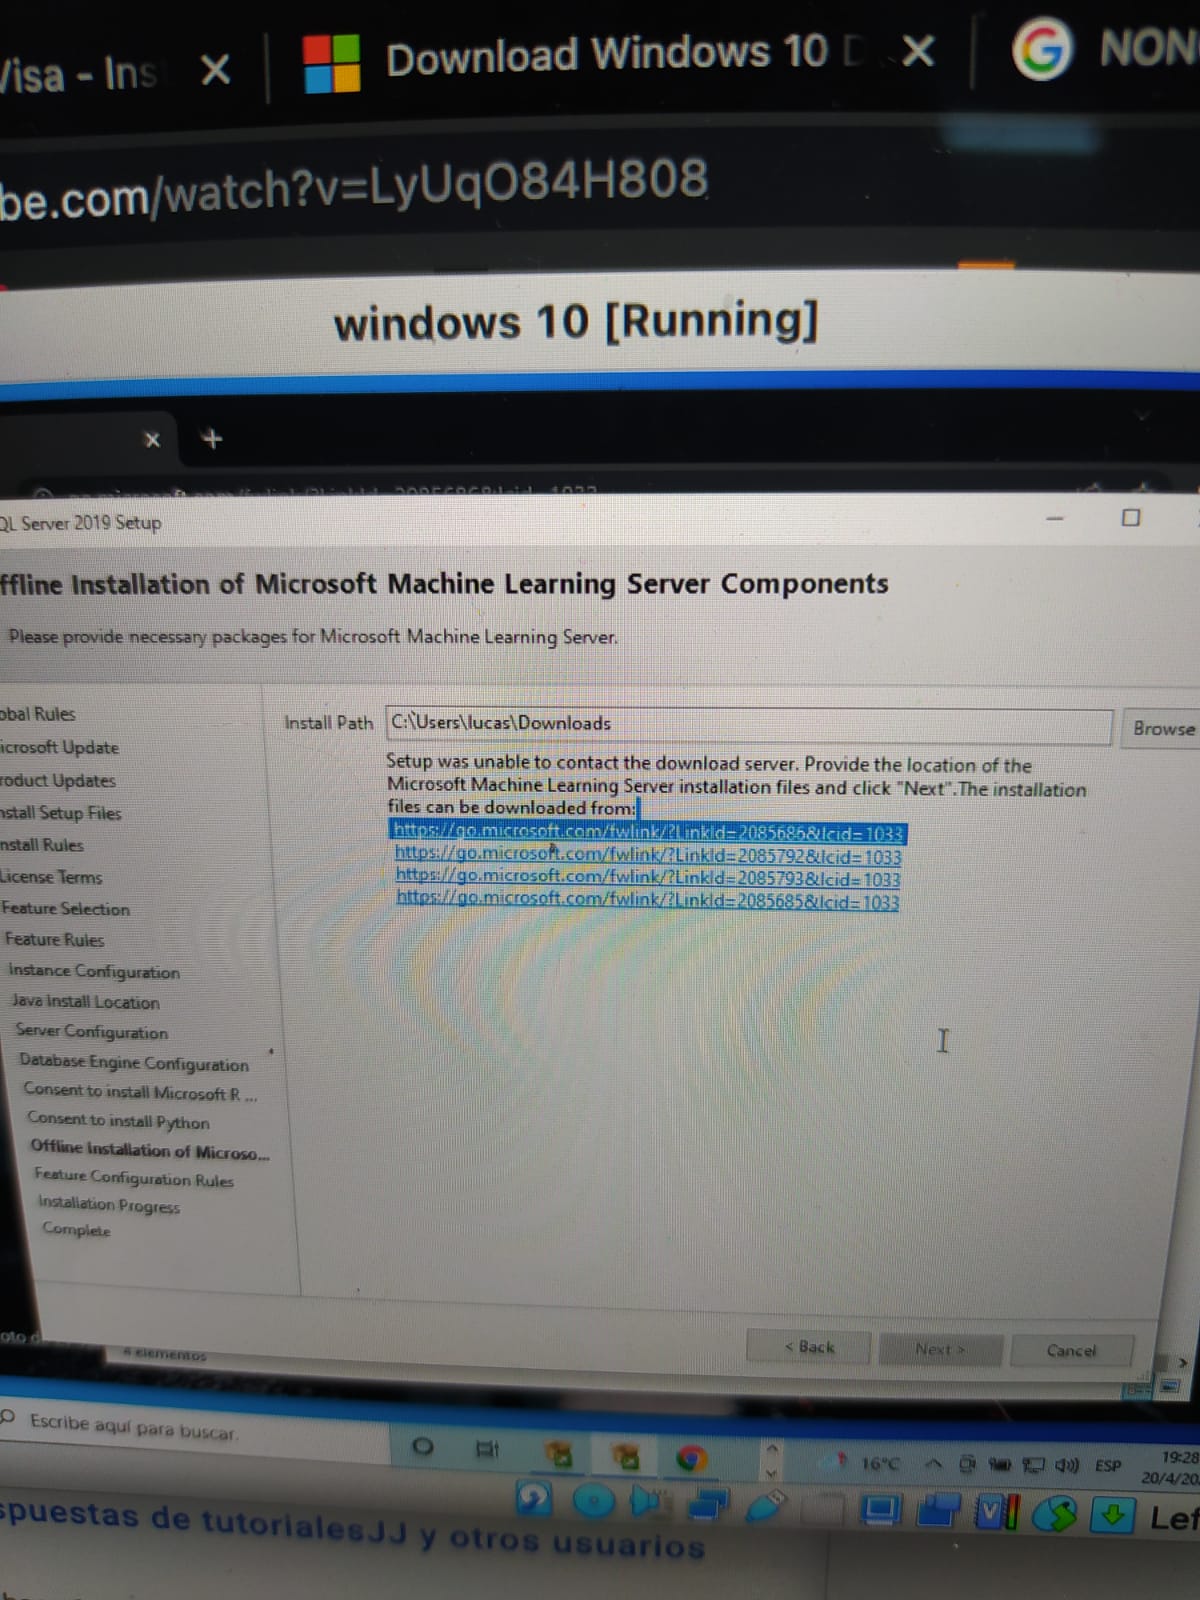 Visa - Ins
Download Windows 10 D
NON
be.com/watch?v=LyUqO84H808
windows 10 [Running]
QL Server 2019 Setup
ffline Installation of Microsoft Machine Learning Server Components
Please provide necessary packages for Microsoft Machine Learning Server.
obal Rules
icrosoft Update
roduct Updates
nstall Setup Files
nstall Rules
License Terms
Feature Selection
Feature Rules
Instance Configuration
Java Install Location
Server Configuration
Database Engine Configuration
Consent to install Microsoft R ...
Consent to install Python
Offline Installation of Microso...
Feature Configuration Rules
Installation Progress
Complete
Install Path
C:\Users\lucas\Downloads
Browse
Setup was unable to contact the download server. Provide the location of the
Microsoft Machine Learning Server installation files and click "Next".The installation
files can be downloaded from:
https://go.microsoft.com/fwlink/?LinkId=2085686&lcid=1033
https://go.microsoft.com/fwlink/?LinkId=2085792&lcid=1033
https://go.microsoft.com/fwlink/?LinkId=2085793&lcid=1033
https://go.microsoft.com/fwlink/?LinkId=2085685&lcid=1033
< Back
Next >
Cancel
4 elementos
Escribe aquí para buscar.
16°C
ESP
19:28
20/4/20
Lef
spuestas de tutorialesJJ y otros usuarios